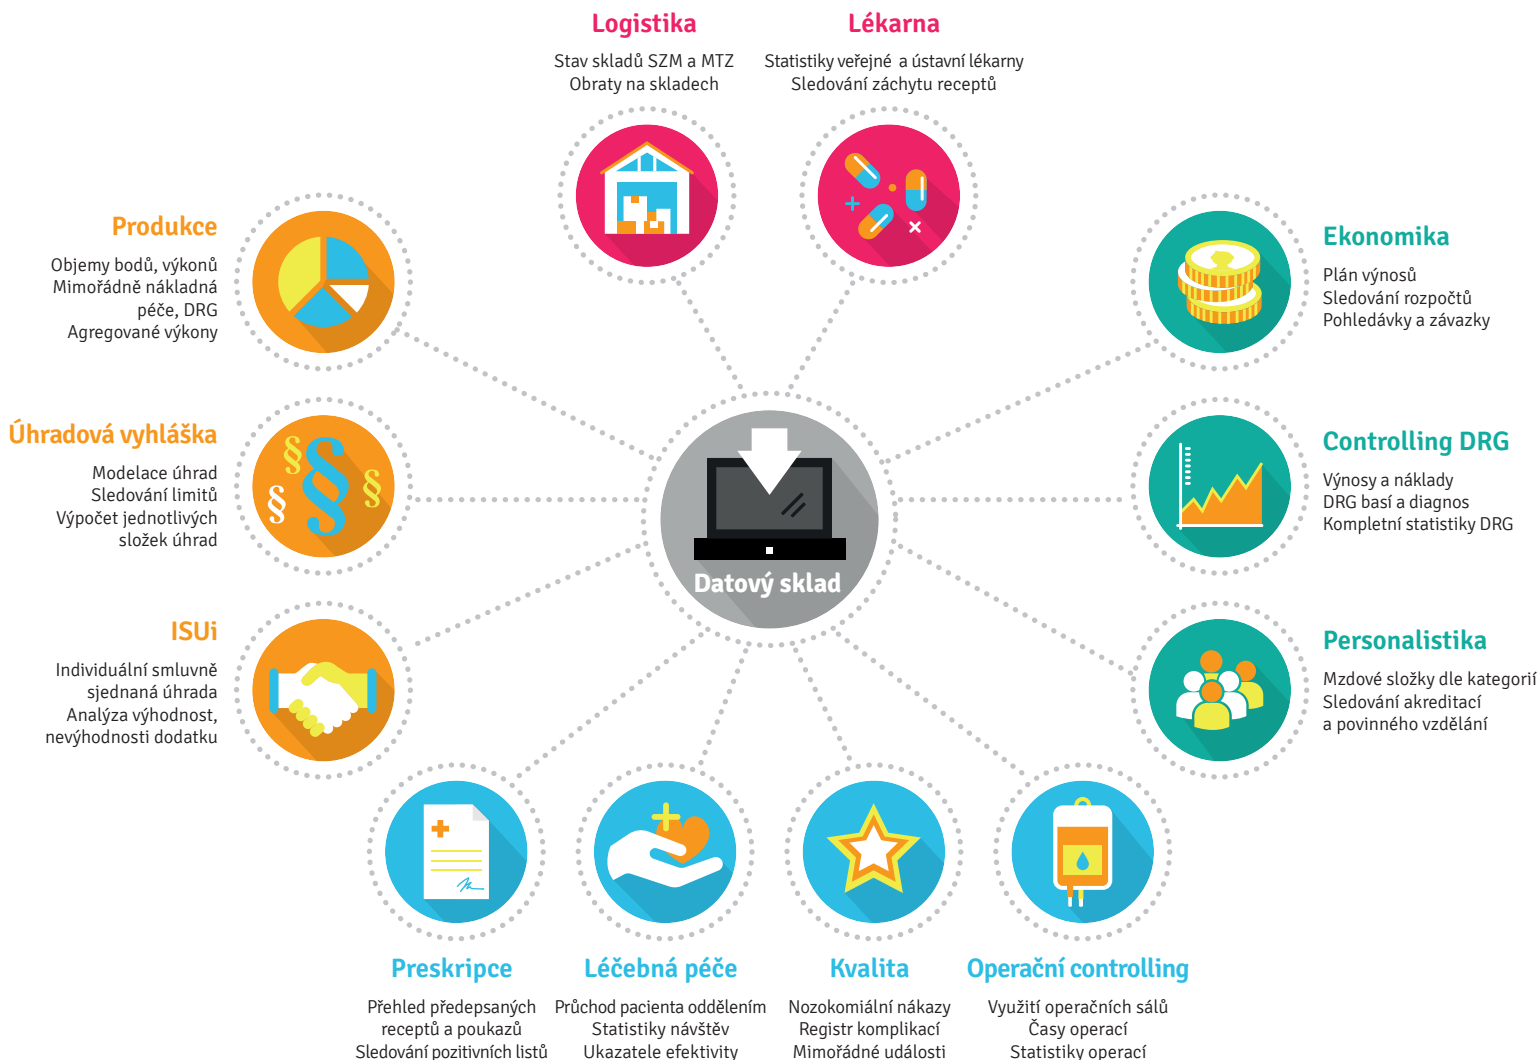 Logistika
Stav skladů SZM a MTZ
Obraty na skladech
Lékarna
Statistiky veřejné a ústavní lékarny
Sledování záchytu receptů
Produkce
Objemy bodů, výkonů
Mimořádně nákladná
péče, DRG
Agregované výkony
Ekonomika
Plán výnosů
Sledování rozpočtů
Pohledávky a závazky
Úhradová vyhláška
Modelace úhrad
Sledování limitů
Výpočet jednotlivých
složek úhrad
§ § § §
Controlling DRG
Výnosy a náklady
DRG basí a diagnos
Kompletní statistiky DRG
Datový sklad
ISUi
Individuální smluvně
sjednaná úhrada
Analýza výhodnost,
nevýhodnosti dodatku
Personalistika
Mzdové složky dle kategorií
Sledování akreditací
a povinného vzdělání
Preskripce
Přehled předepsaných
receptů a poukazů
Sledování pozitivních listů
Léčebná péče
Průchod pacienta oddělením
Statistiky návštěv
Ukazatele efektivity
Kvalita
Nozokomiální nákazy
Registr komplikací
Mimořádné události
Operační controlling
Využití operačních sálů
Časy operací
Statistiky operací